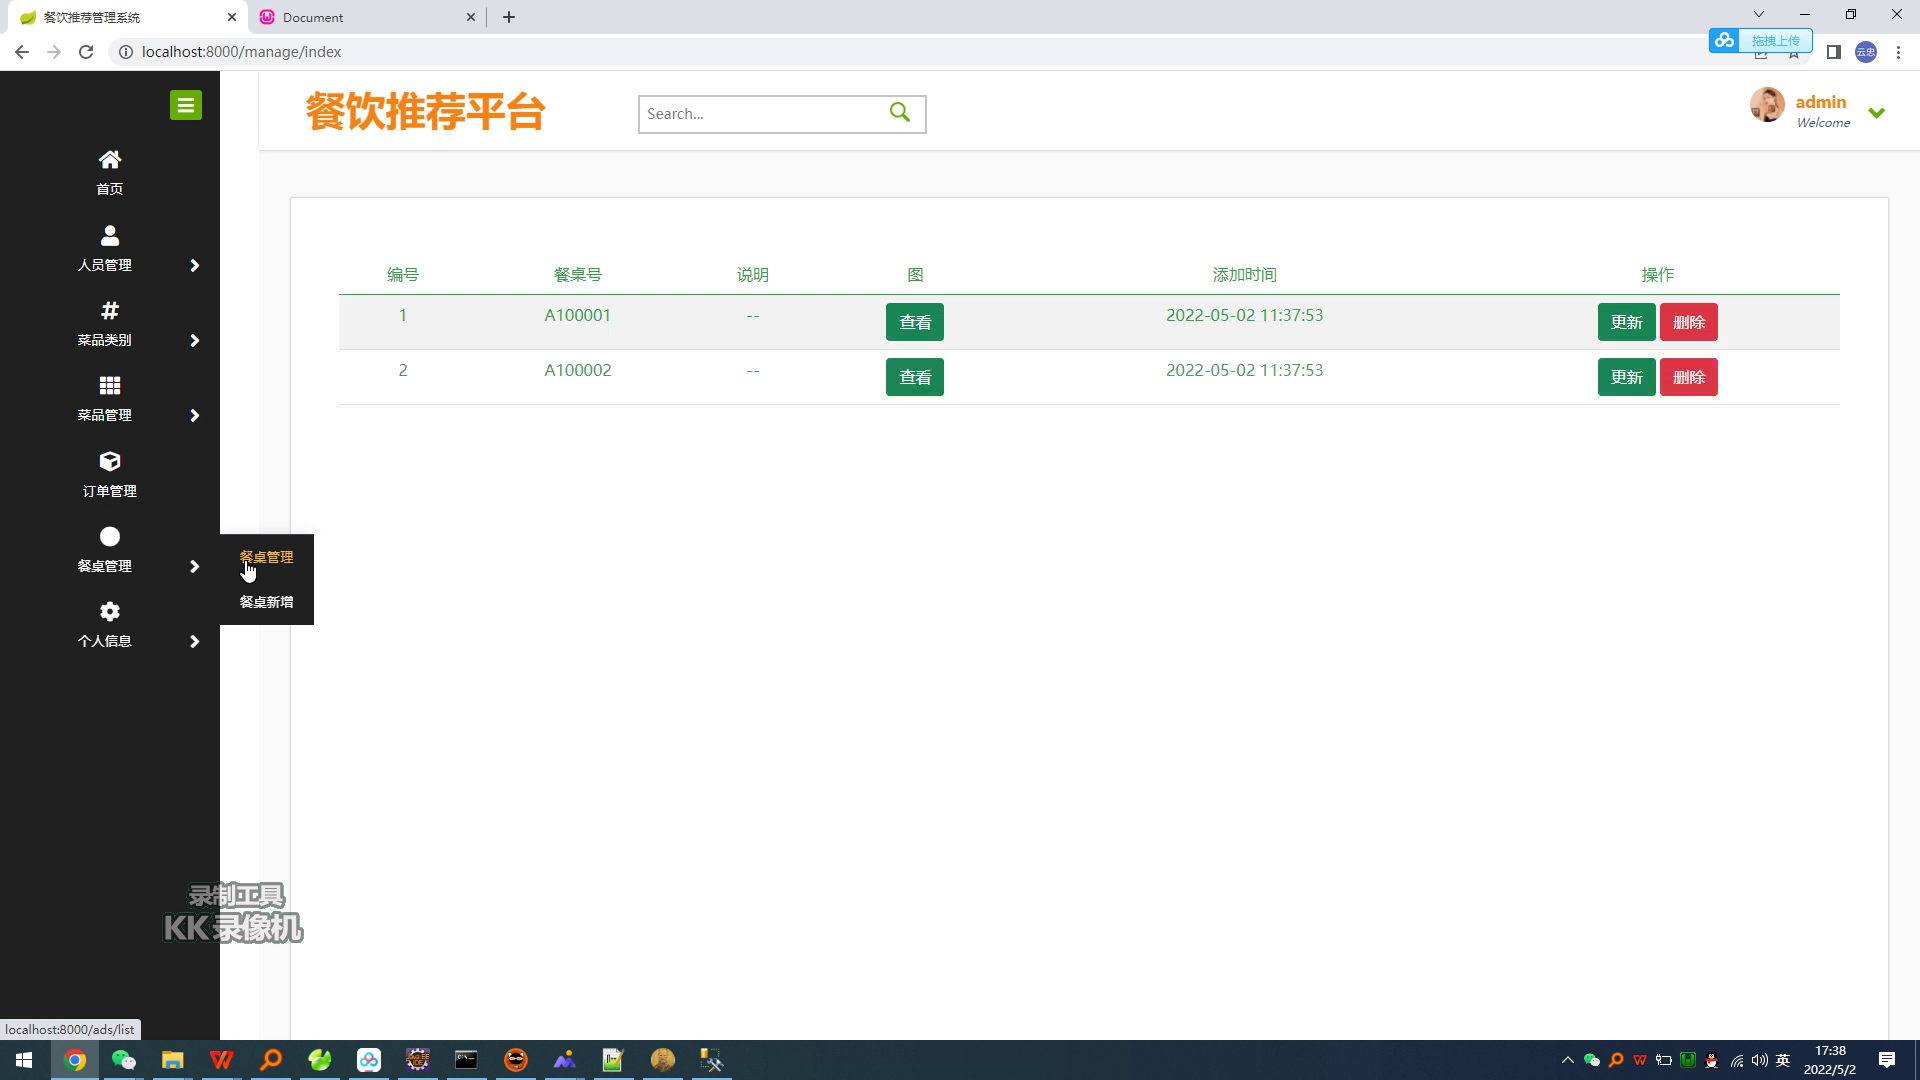 餐饮推荐管理系统
Document
localhost:8000/manage/index
拖拽上传
云忠
餐饮推荐平台
Search...
admin
Welcome
首页
人员管理
菜品类别
菜品管理
订单管理
餐桌管理
个人信息
餐桌管理
餐桌新增
编号 餐桌号 说明 图 添加时间 操作
1 A100001 -- 查看 2022-05-02 11:37:53 更新 删除
2 A100002 -- 查看 2022-05-02 11:37:53 更新 删除
录制工具
KK 录像机
localhost:8000/ads/list
英
17:38
2022/5/2